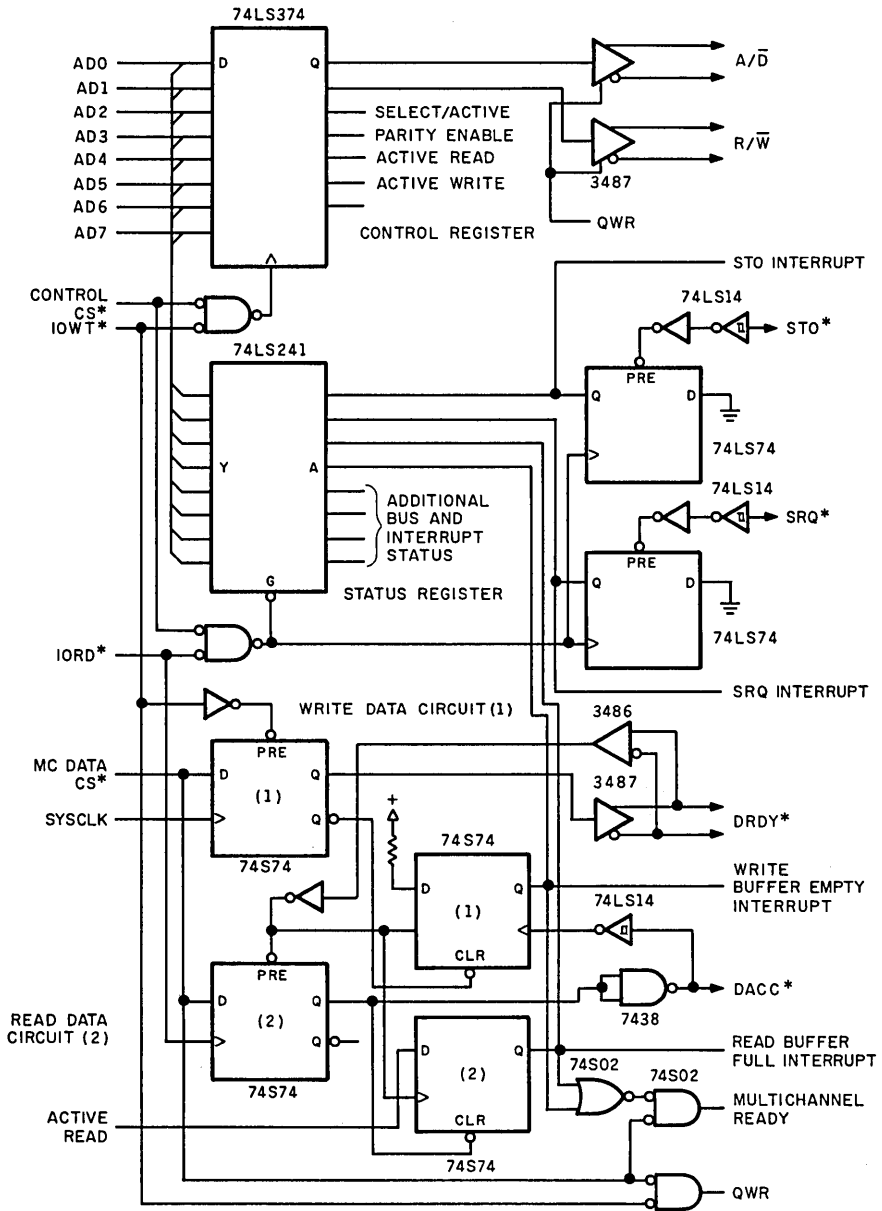 74LS374
AD0
AD1
AD2
AD3
AD4
AD5
AD6
AD7
D
Q
SELECT/ACTIVE
PARITY ENABLE
ACTIVE READ
ACTIVE WRITE
CONTROL REGISTER
A/D̅
R/W̅
3487
QWR
CONTROL
CS*
IOWT*
74LS241
Y
A
G
ADDITIONAL
BUS AND
INTERRUPT
STATUS
STATUS REGISTER
STO INTERRUPT
74LS14
STO*
PRE
Q
D
74LS74
74LS14
SRQ*
PRE
Q
D
74LS74
SRQ INTERRUPT
IORD*
WRITE DATA CIRCUIT (1)
MC DATA
CS*
SYSCLK
PRE
D
Q
(1)
Q
74S74
3486
3487
DRDY*
+
74S74
D
Q
(1)
CLR
WRITE
BUFFER EMPTY
INTERRUPT
74LS14
DACC*
7438
READ DATA
CIRCUIT (2)
PRE
D
Q
(2)
Q
74S74
D
Q
(2)
CLR
74S74
READ BUFFER
FULL INTERRUPT
74S02
74S02
MULTICHANNEL
READY
ACTIVE
READ
QWR